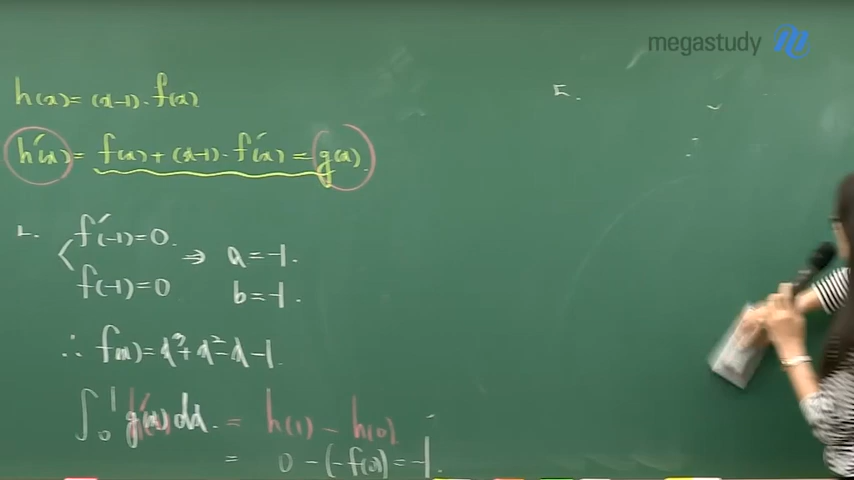 megastudy
h(x)=(x-1)·f(x)
h'(x)=f(x)+(x-1)·f'(x)=g(x).
ㄴ. f'(-1)=0.
f(-1)=0
⇒ a=-1.
b=-1.
∴ f(x)=x³+x²-x-1.
∫₀¹ dx. = h(1)-h(0)
= 0-(-f(0))=-1.
ㄷ.